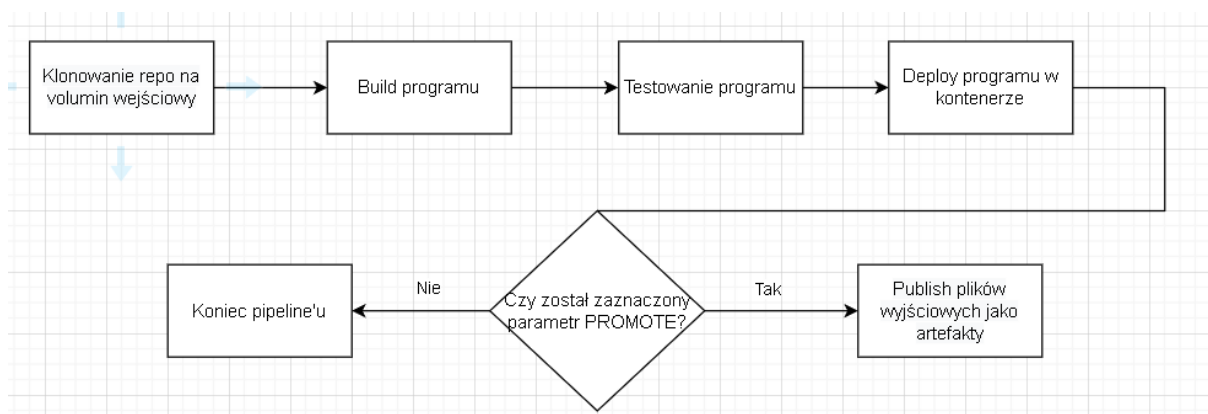 Klonowanie repo na
volumin wejściowy
Build programu
Testowanie programu
Deploy programu w
kontenerze
Koniec pipeline'u
Nie
Czy został zaznaczony
parametr PROMOTE?
Tak
Publish plików
wyjściowych jako
artefakty